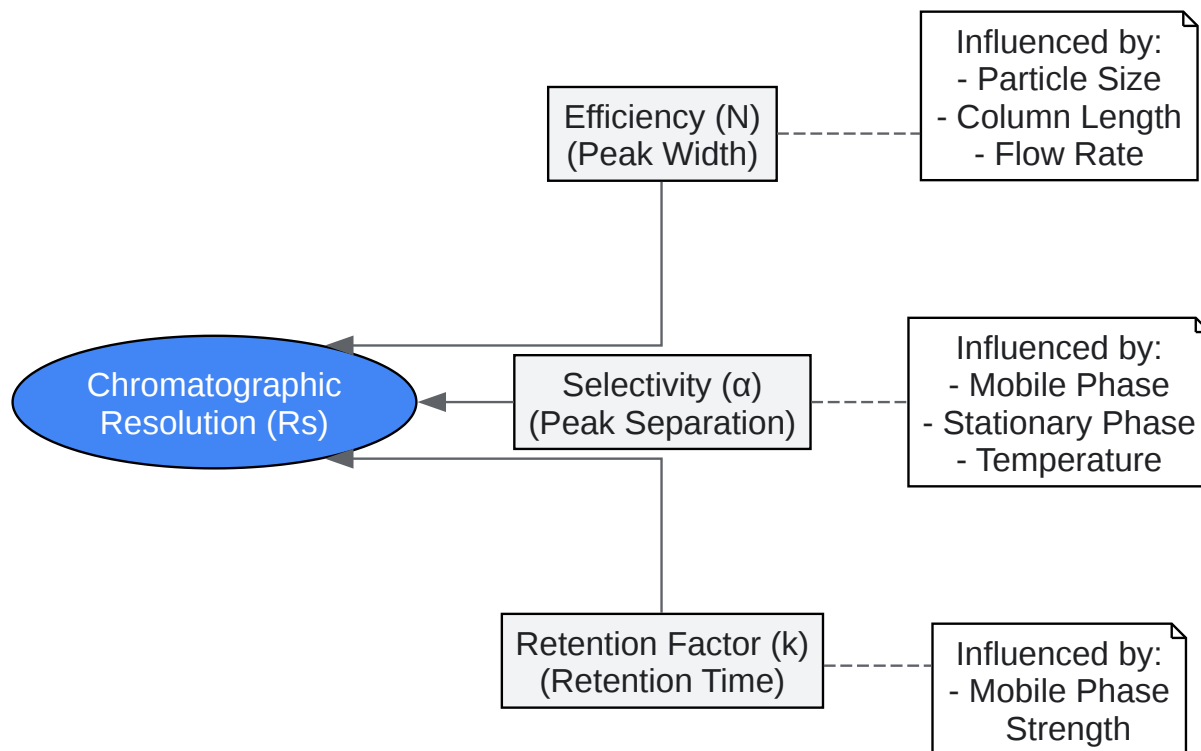 Efficiency (N)
(Peak Width)
Influenced by:
- Particle Size
- Column Length
- Flow Rate
Chromatographic
Resolution (Rs)
Selectivity (α)
(Peak Separation)
Influenced by:
- Mobile Phase
- Stationary Phase
- Temperature
Retention Factor (k)
(Retention Time)
Influenced by:
- Mobile Phase
Strength